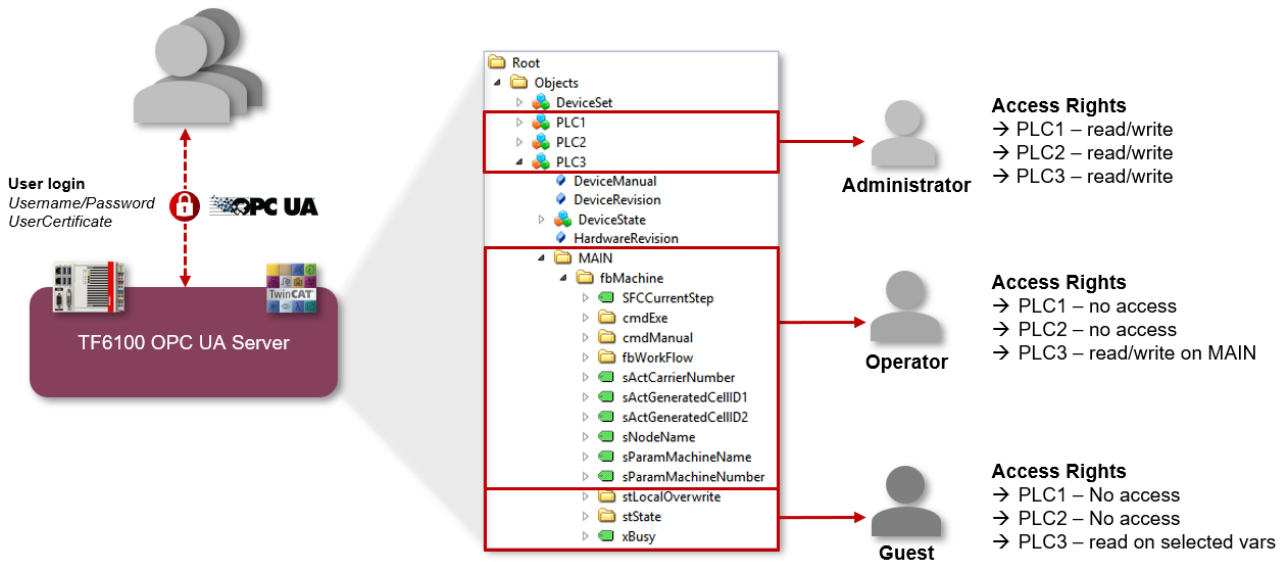 User login
Username/Password
UserCertificate
OPC UA
TwinCAT
TF6100 OPC UA Server
Root
Objects
DeviceSet
PLC1
PLC2
PLC3
DeviceManual
DeviceRevision
DeviceState
HardwareRevision
MAIN
fbMachine
SFCCurrentStep
cmdExe
cmdManual
fbWorkFlow
sActCarrierNumber
sActGeneratedCellID1
sActGeneratedCellID2
sNodeName
sParamMachineName
sParamMachineNumber
stLocalOverwrite
stState
xBusy
Administrator
Access Rights
→ PLC1 – read/write
→ PLC2 – read/write
→ PLC3 – read/write
Operator
Access Rights
→ PLC1 – no access
→ PLC2 – no access
→ PLC3 – read/write on MAIN
Guest
Access Rights
→ PLC1 – No access
→ PLC2 – No access
→ PLC3 – read on selected vars